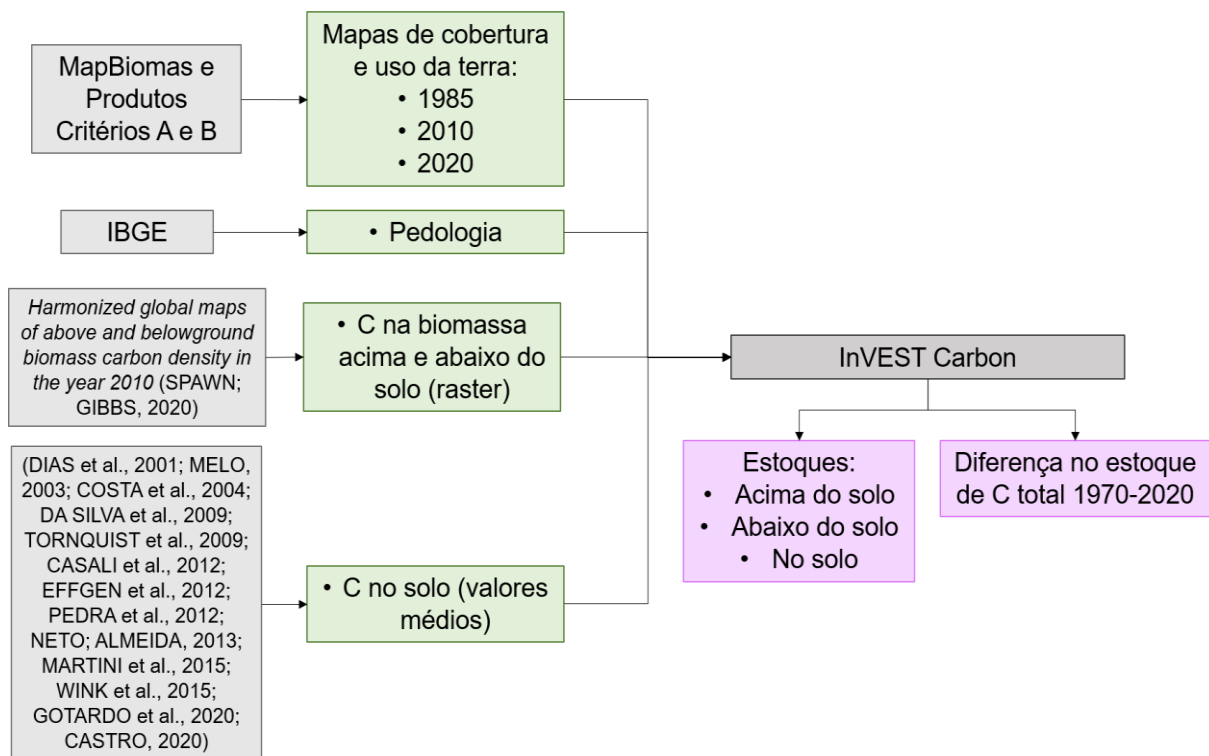 MapBiomas e
Produtos
Critérios A e B
Mapas de cobertura
e uso da terra:
• 1985
• 2010
• 2020
IBGE
• Pedologia
Harmonized global maps
of above and belowground
biomass carbon density in
the year 2010 (SPAWN;
GIBBS, 2020)
• C na biomassa
acima e abaixo do
solo (raster)
(DIAS et al., 2001; MELO,
2003; COSTA et al., 2004;
DA SILVA et al., 2009;
TORNQUIST et al., 2009;
CASALI et al., 2012;
EFFGEN et al., 2012;
PEDRA et al., 2012;
NETO; ALMEIDA, 2013;
MARTINI et al., 2015;
WINK et al., 2015;
GOTARDO et al., 2020;
CASTRO, 2020)
• C no solo (valores
médios)
InVEST Carbon
Estoques:
• Acima do solo
• Abaixo do solo
• No solo
Diferença no estoque
de C total 1970-2020